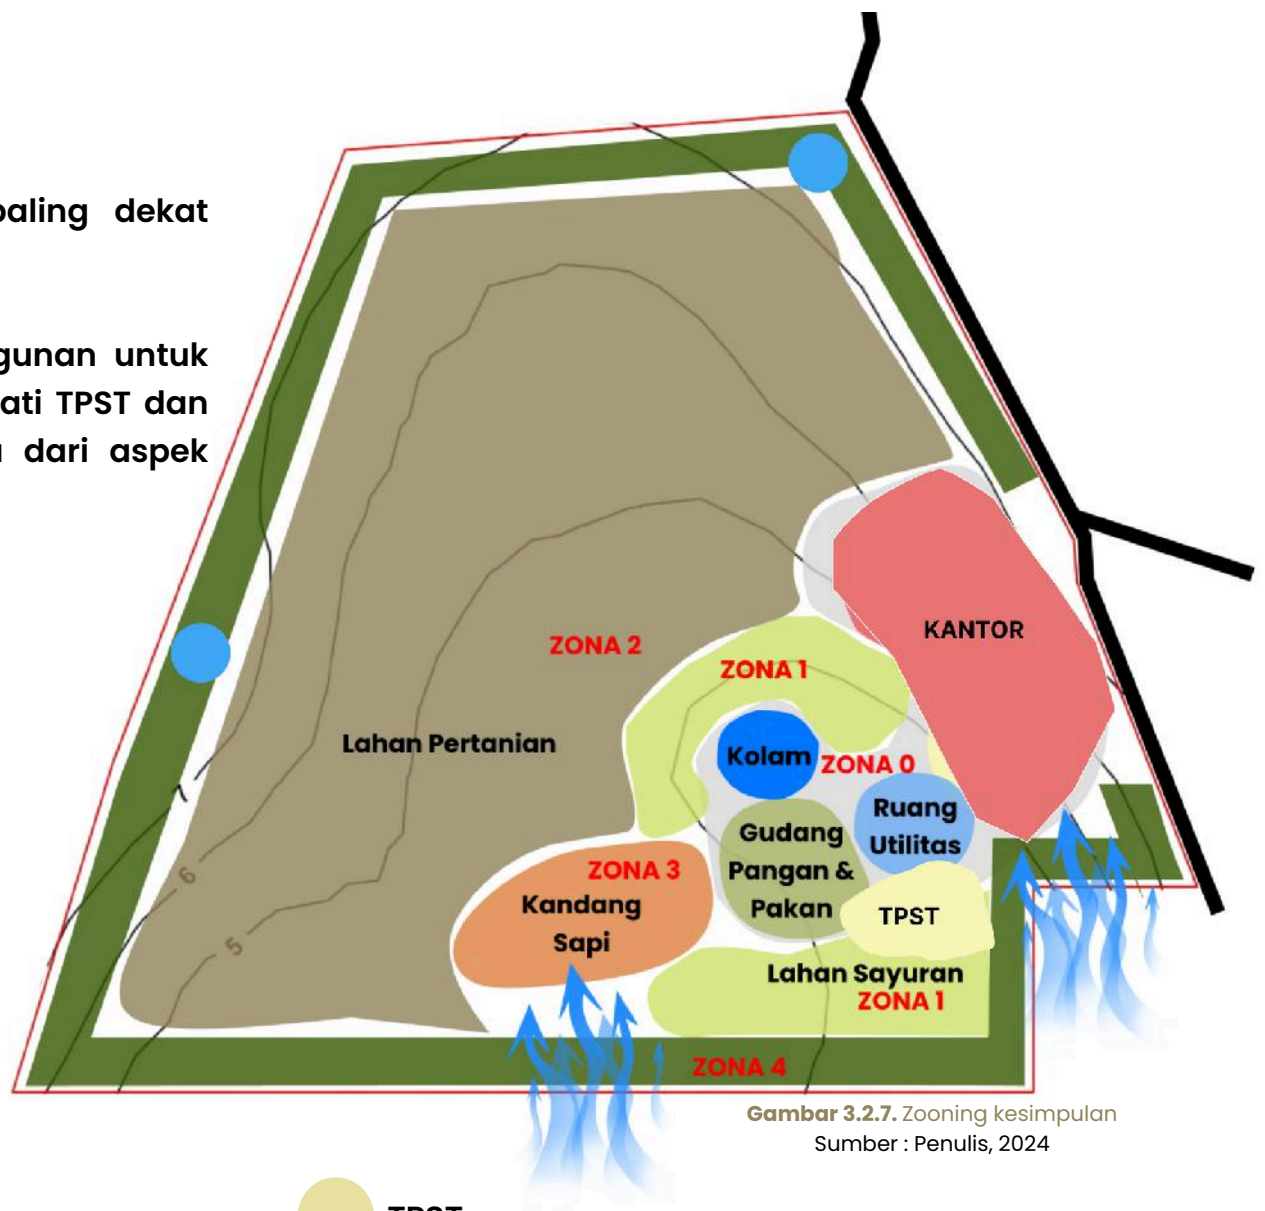 paling dekat
untuk
TPST dan
dari aspek
ZONA 2
ZONA 1
KANTOR
Lahan Pertanian
Kolam
ZONA 0
Ruang
Utilitas
Gudang
Pangan &
Pakan
ZONA 3
Kandang
Sapi
TPST
Lahan Sayuran
ZONA 1
7
6
5
ZONA 4
Gambar 3.2.7. Zooning kesimpulan
Sumber : Penulis, 2024
TPST